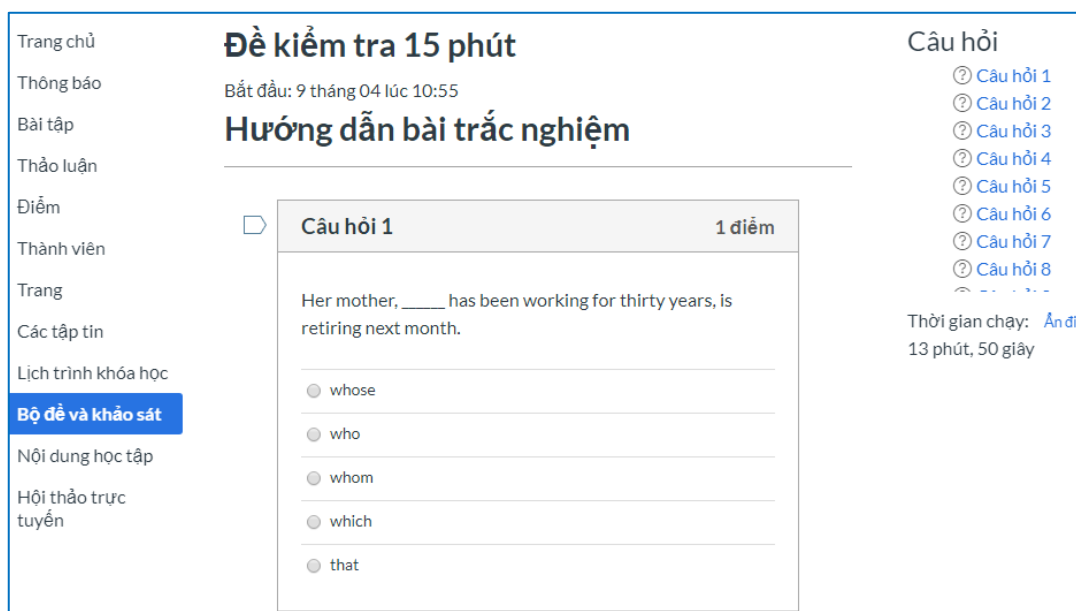 Trang chủ
Thông báo
Bài tập
Thảo luận
Điểm
Thành viên
Trang
Các tập tin
Lịch trình khóa học
Bộ đề và khảo sát
Nội dung học tập
Hội thảo trực
tuyến
Đề kiểm tra 15 phút
Bắt đầu: 9 tháng 04 lúc 10:55
Hướng dẫn bài trắc nghiệm
Câu hỏi 1 1 điểm
Her mother, ______ has been working for thirty years, is
retiring next month.
whose
who
whom
which
that
Câu hỏi
Câu hỏi 1
Câu hỏi 2
Câu hỏi 3
Câu hỏi 4
Câu hỏi 5
Câu hỏi 6
Câu hỏi 7
Câu hỏi 8
Thời gian chạy: Ẩn đi
13 phút, 50 giây